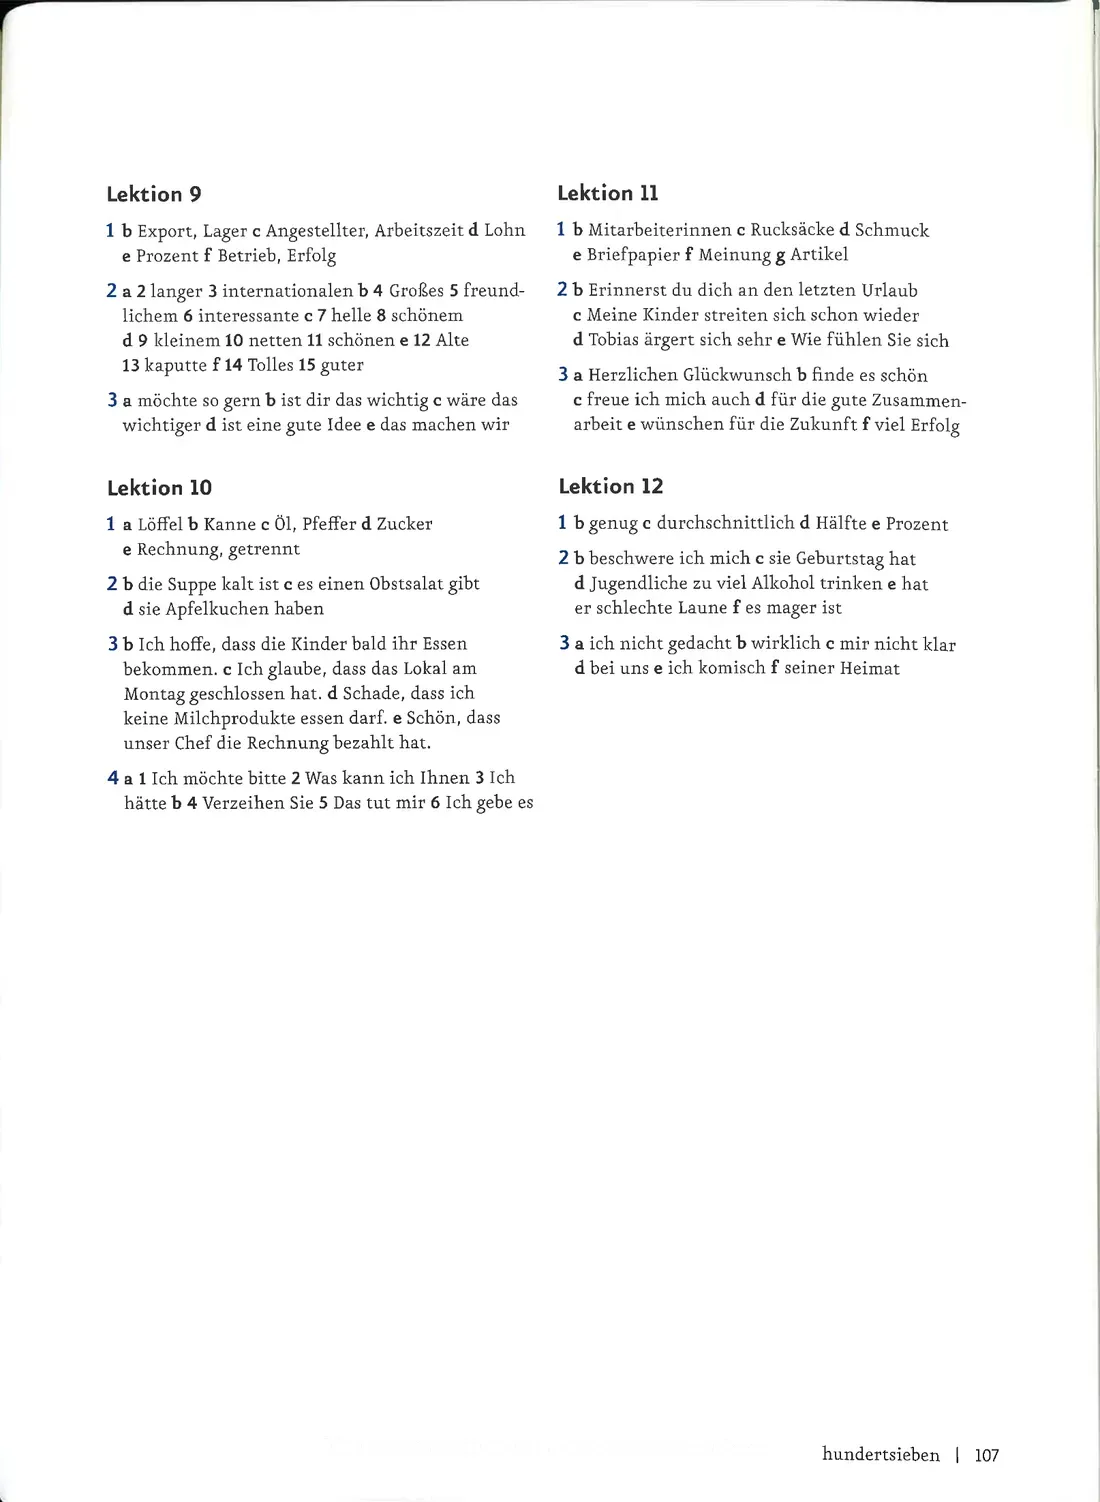 Lektion 9
1 b Export, Lager c Angestellter, Arbeitszeit d Lohn
e Prozent f Betrieb, Erfolg
2 a 2 langer 3 internationalen b 4 Großes 5 freund-
lichem 6 interessante c 7 helle 8 schönem
d 9 kleinem 10 netten 11 schönen e 12 Alte
13 kaputte f 14 Tolles 15 guter
3 a möchte so gern b ist dir das wichtig c wäre das
wichtiger d ist eine gute Idee e das machen wir
Lektion 10
1 a Löffel b Kanne c Öl, Pfeffer d Zucker
e Rechnung, getrennt
2 b die Suppe kalt ist c es einen Obstsalat gibt
d sie Apfelkuchen haben
3 b Ich hoffe, dass die Kinder bald ihr Essen
bekommen. c Ich glaube, dass das Lokal am
Montag geschlossen hat. d Schade, dass ich
keine Milchprodukte essen darf. e Schön, dass
unser Chef die Rechnung bezahlt hat.
4 a 1 Ich möchte bitte 2 Was kann ich Ihnen 3 Ich
hätte b 4 Verzeihen Sie 5 Das tut mir 6 Ich gebe es
Lektion 11
1 b Mitarbeiterinnen c Rucksäcke d Schmuck
e Briefpapier f Meinung g Artikel
2 b Erinnerst du dich an den letzten Urlaub
c Meine Kinder streiten sich schon wieder
d Tobias ärgert sich sehr e Wie fühlen Sie sich
3 a Herzlichen Glückwunsch b finde es schön
c freue ich mich auch d für die gute Zusammen-
arbeit e wünschen für die Zukunft f viel Erfolg
Lektion 12
1 b genug c durchschnittlich d Hälfte e Prozent
2 b beschwere ich mich c sie Geburtstag hat
d Jugendliche zu viel Alkohol trinken e hat
er schlechte Laune f es mager ist
3 a ich nicht gedacht b wirklich c mir nicht klar
d bei uns e ich komisch f seiner Heimat
hundertsieben | 107